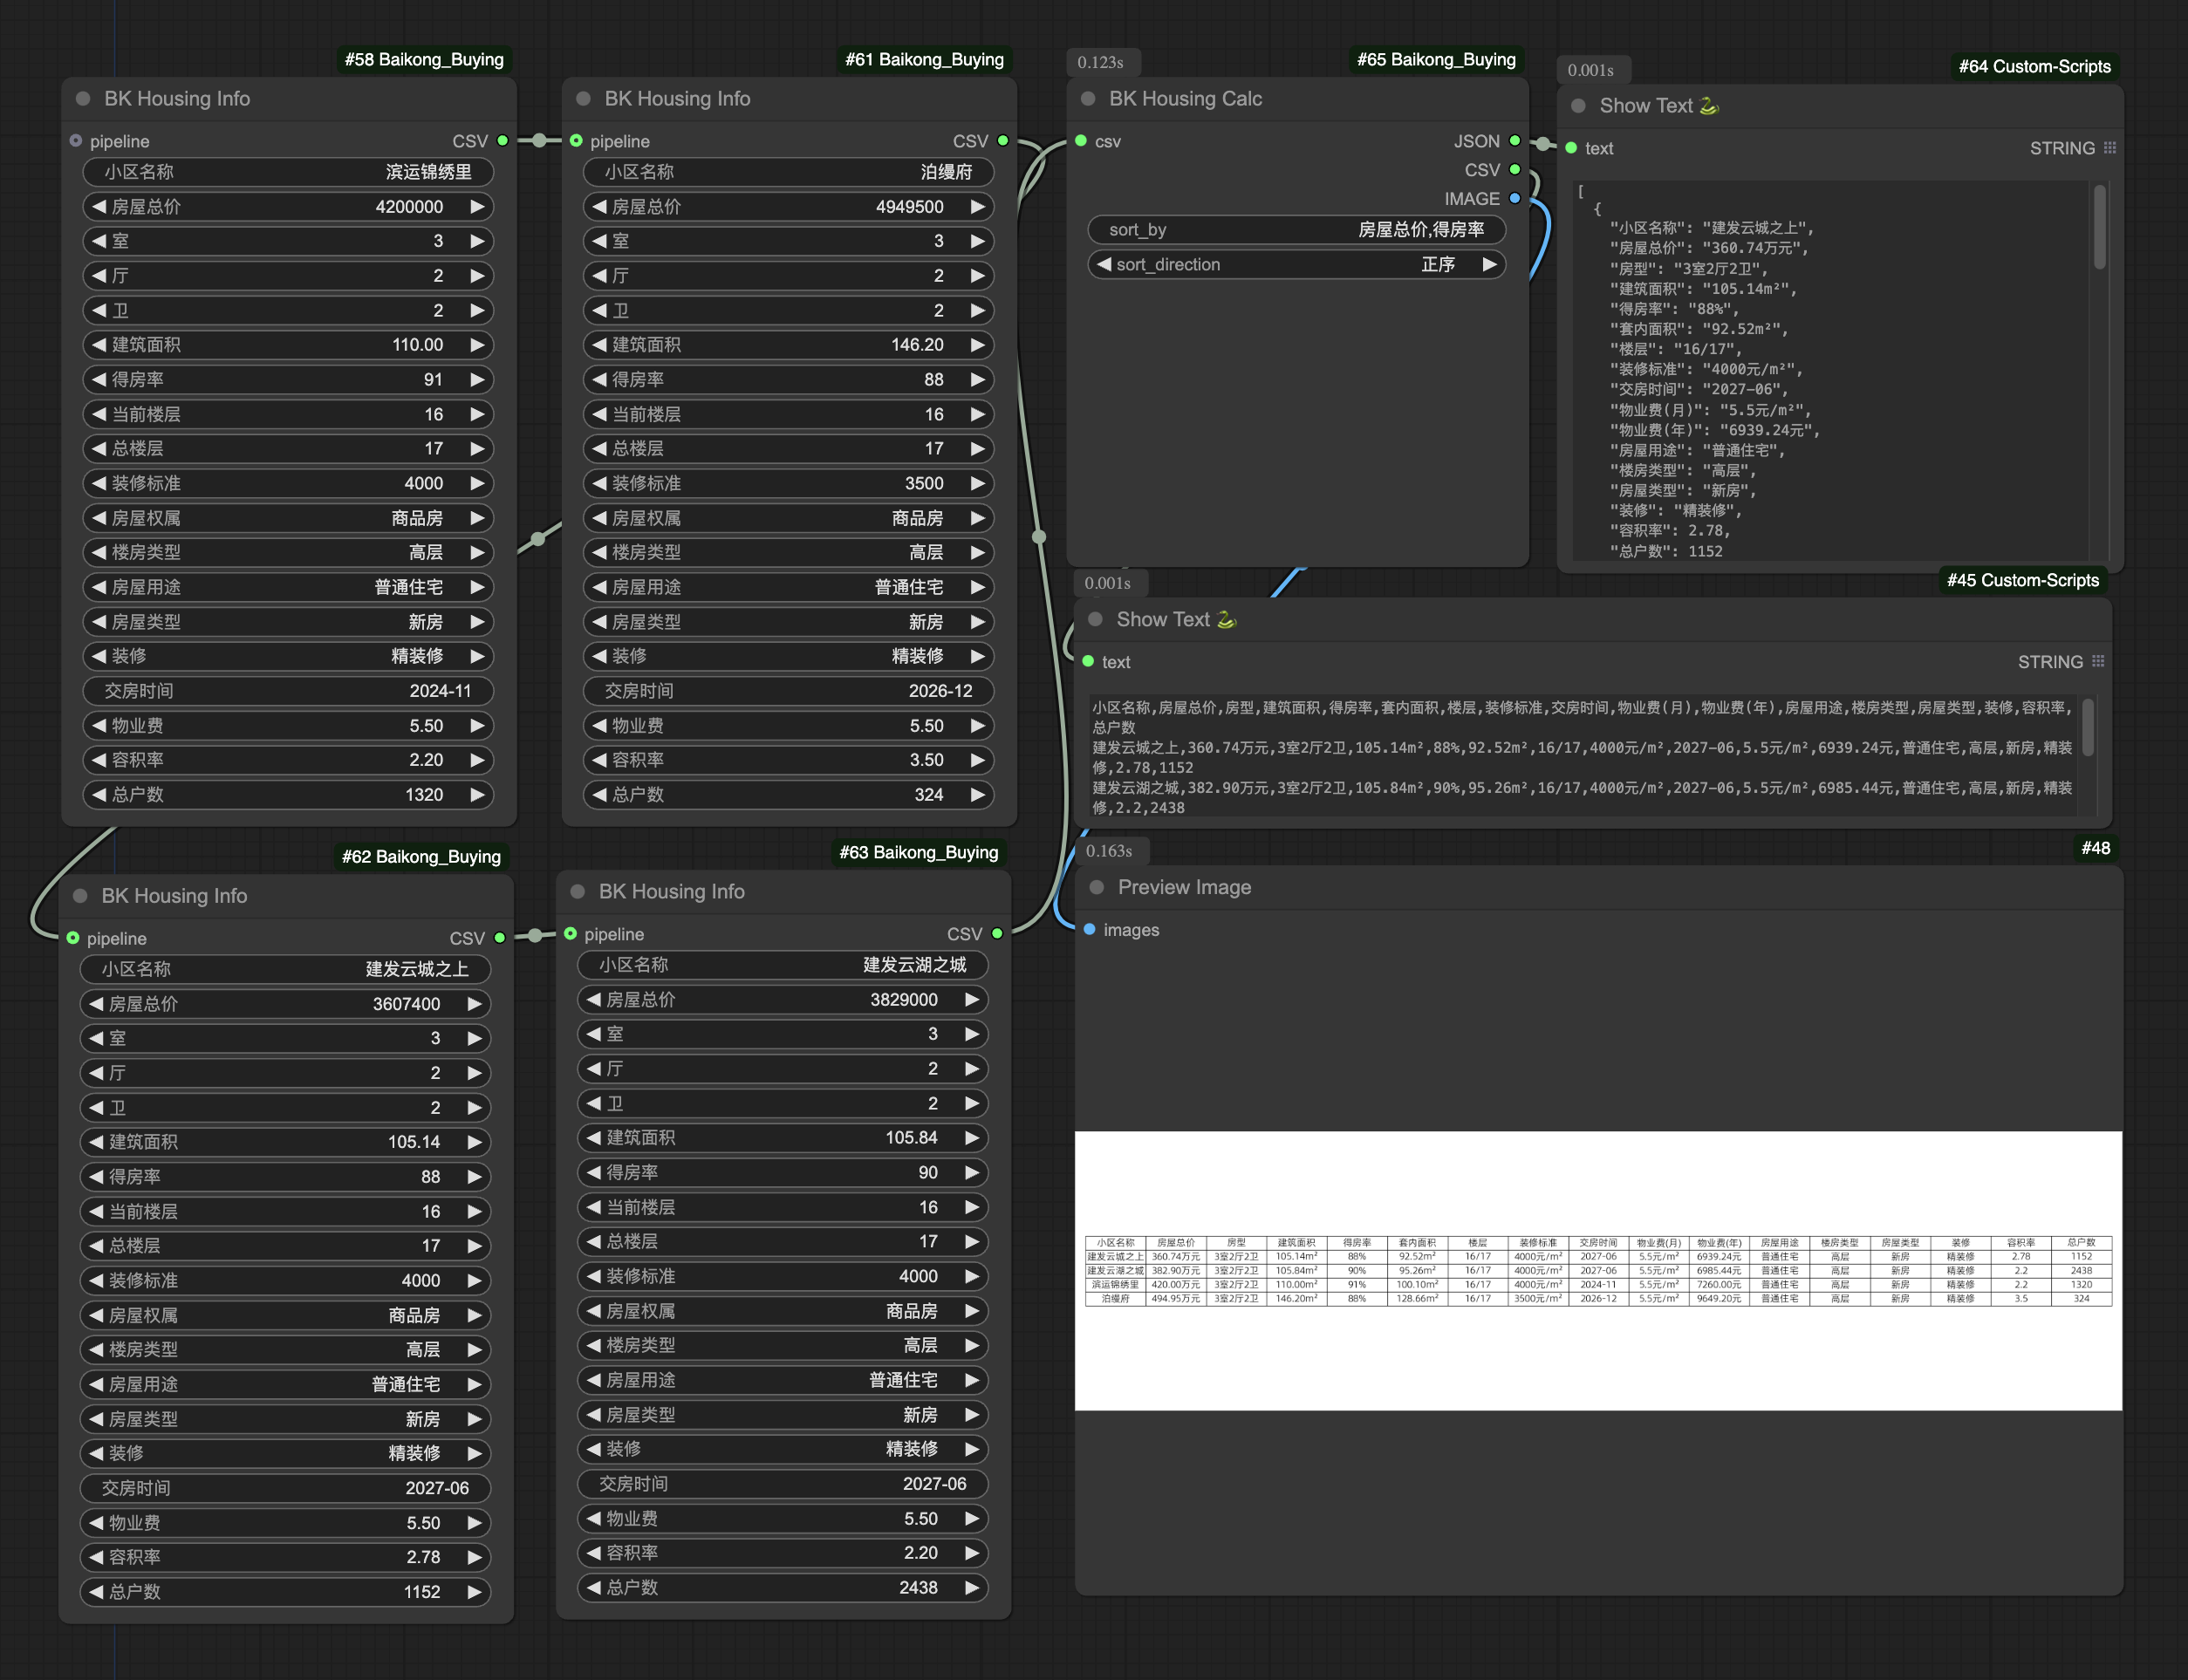 #58 Baikong_Buying
BK Housing Info
pipeline CSV
小区名称 滨运锦绣里
房屋总价 4200000
室 3
厅 2
卫 2
建筑面积 110.00
得房率 91
当前楼层 16
总楼层 17
装修标准 4000
房屋权属 商品房
楼房类型 高层
房屋用途 普通住宅
房屋类型 新房
装修 精装修
交房时间 2024-11
物业费 5.50
容积率 2.20
总户数 1320
#61 Baikong_Buying
BK Housing Info
pipeline CSV
小区名称 泊缦府
房屋总价 4949500
室 3
厅 2
卫 2
建筑面积 146.20
得房率 88
当前楼层 16
总楼层 17
装修标准 3500
房屋权属 商品房
楼房类型 高层
房屋用途 普通住宅
房屋类型 新房
装修 精装修
交房时间 2026-12
物业费 5.50
容积率 3.50
总户数 324
0.123s
#65 Baikong_Buying
BK Housing Calc
csv JSON
CSV
IMAGE
sort_by 房屋总价,得房率
sort_direction 正序
0.001s
#64 Custom-Scripts
Show Text 🐍
text STRING
[
{
"小区名称": "建发云城之上",
"房屋总价": "360.74万元",
"房型": "3室2厅2卫",
"建筑面积": "105.14m²",
"得房率": "88%",
"套内面积": "92.52m²",
"楼层": "16/17",
"装修标准": "4000元/m²",
"交房时间": "2027-06",
"物业费(月)": "5.5元/m²",
"物业费(年)": "6939.24元",
"房屋用途": "普通住宅",
"楼房类型": "高层",
"房屋类型": "新房",
"装修": "精装修",
"容积率": 2.78,
"总户数": 1152
0.001s
#45 Custom-Scripts
Show Text 🐍
text STRING
小区名称,房屋总价,房型,建筑面积,得房率,套内面积,楼层,装修标准,交房时间,物业费(月),物业费(年),房屋用途,楼房类型,房屋类型,装修,容积率,
总户数
建发云城之上,360.74万元,3室2厅2卫,105.14m²,88%,92.52m²,16/17,4000元/m²,2027-06,5.5元/m²,6939.24元,普通住宅,高层,新房,精装
修,2.78,1152
建发云湖之城,382.90万元,3室2厅2卫,105.84m²,90%,95.26m²,16/17,4000元/m²,2027-06,5.5元/m²,6985.44元,普通住宅,高层,新房,精装
修,2.2,2438
#62 Baikong_Buying
BK Housing Info
pipeline CSV
小区名称 建发云城之上
房屋总价 3607400
室 3
厅 2
卫 2
建筑面积 105.14
得房率 88
当前楼层 16
总楼层 17
装修标准 4000
房屋权属 商品房
楼房类型 高层
房屋用途 普通住宅
房屋类型 新房
装修 精装修
交房时间 2027-06
物业费 5.50
容积率 2.78
总户数 1152
#63 Baikong_Buying
BK Housing Info
pipeline CSV
小区名称 建发云湖之城
房屋总价 3829000
室 3
厅 2
卫 2
建筑面积 105.84
得房率 90
当前楼层 16
总楼层 17
装修标准 4000
房屋权属 商品房
楼房类型 高层
房屋用途 普通住宅
房屋类型 新房
装修 精装修
交房时间 2027-06
物业费 5.50
容积率 2.20
总户数 2438
0.163s
#48
Preview Image
images
小区名称 房屋总价 房型 建筑面积 得房率 套内面积 楼层 装修标准 交房时间 物业费(月) 物业费(年) 房屋用途 楼房类型 房屋类型 装修 容积率 总户数
建发云城之上 360.74万元 3室2厅2卫 105.14m² 88% 92.52m² 16/17 4000元/m² 2027-06 5.5元/m² 6939.24元 普通住宅 高层 新房 精装修 2.78 1152
建发云湖之城 382.90万元 3室2厅2卫 105.84m² 90% 95.26m² 16/17 4000元/m² 2027-06 5.5元/m² 6985.44元 普通住宅 高层 新房 精装修 2.2 2438
滨运锦绣里 420.00万元 3室2厅2卫 110.00m² 91% 100.10m² 16/17 4000元/m² 2024-11 5.5元/m² 7260.00元 普通住宅 高层 新房 精装修 2.2 1320
泊缦府 494.95万元 3室2厅2卫 146.20m² 88% 128.66m² 16/17 3500元/m² 2026-12 5.5元/m² 9649.20元 普通住宅 高层 新房 精装修 3.5 324